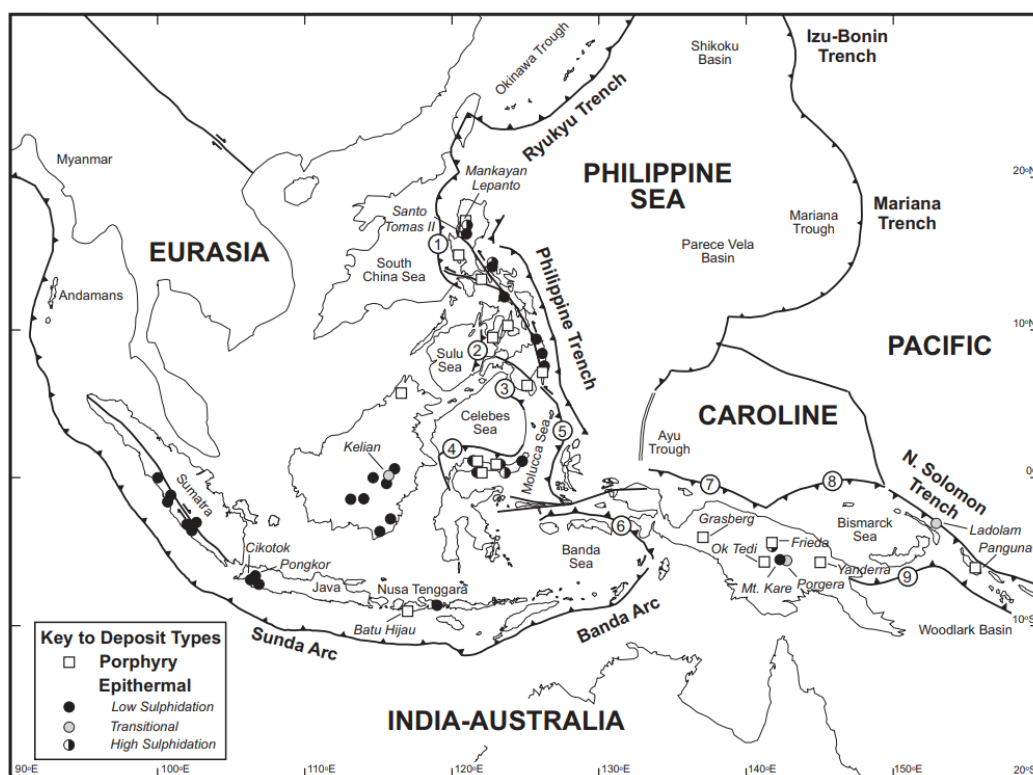 Izu-Bonin
Trench
Shikoku
Basin
Okinawa Trough
Ryukyu Trench
Myanmar
Mankayan
Lepanto
PHILIPPINE
SEA
20°N
Santo
Tomas II
Mariana
Trench
Mariana
Trough
EURASIA
1
South
China Sea
Parece Vela
Basin
Philippine Trench
Andamans
10°N
PACIFIC
Sulu
Sea
2
3
CAROLINE
Celebes
Sea
5
Molucca Sea
Ayu
Trough
Kelian
4
0°
7
8
N. Solomon
Trench
Sumatra
Grasberg
Bismarck
Sea
Ladolam
6
Frieda
Panguna
Banda
Sea
Ok Tedi
Yanderra
Cikotok
Pongkor
Mt. Kare
Porgera
9
Java
Nusa Tenggara
Batu Hijau
Banda Arc
Sunda Arc
10°S
Woodlark Basin
Key to Deposit Types
Porphyry
Epithermal
Low Sulphidation
Transitional
High Sulphidation
INDIA-AUSTRALIA
90°E
100°E
110°E
120°E
130°E
140°E
150°E
20°S